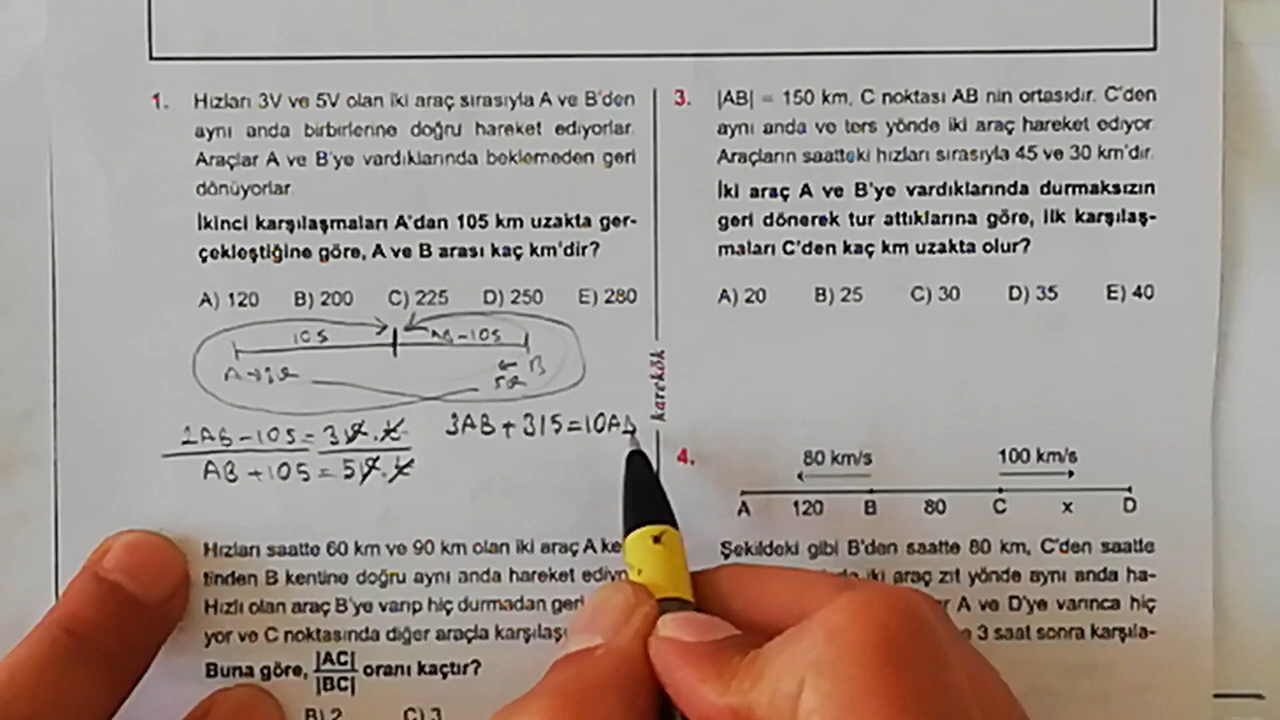 1. Hızları 3V ve 5V olan iki araç sırasıyla A ve B'den
aynı anda birbirlerine doğru hareket ediyorlar.
Araçlar A ve B'ye vardıklarında beklemeden geri
dönüyorlar
İkinci karşılaşmaları A'dan 105 km uzakta ger-
çekleştiğine göre, A ve B arası kaç km'dir?
A) 120 B) 200 C) 225 D) 250 E) 280
105 AB-105
A→3v
← B
5v
2AB-105=3v.t
AB+105=5v.t
3AB+315=10AB
Hızları saatte 60 km ve 90 km olan iki araç A ke
tinden B kentine doğru aynı anda hareket ediy
Hızlı olan araç B'ye varıp hiç durmadan geri
yor ve C noktasında diğer araçla karşılaş
Buna göre, |AC| / |BC| oranı kaçtır?
B) 2 C) 3
karekök
3. |AB| = 150 km, C noktası AB nin ortasıdır. C'den
aynı anda ve ters yönde iki araç hareket ediyor
Araçların saatteki hızları sırasıyla 45 ve 30 km'dir.
İki araç A ve B'ye vardıklarında durmaksızın
geri dönerek tur attıklarına göre, ilk karşılaş-
maları C'den kaç km uzakta olur?
A) 20 B) 25 C) 30 D) 35 E) 40
4.
80 km/s 100 km/s
A 120 B 80 C x D
Şekildeki gibi B'den saatte 80 km, C'den saatte
iki araç zıt yönde aynı anda ha-
A ve D'ye varınca hiç
3 saat sonra karşıla-